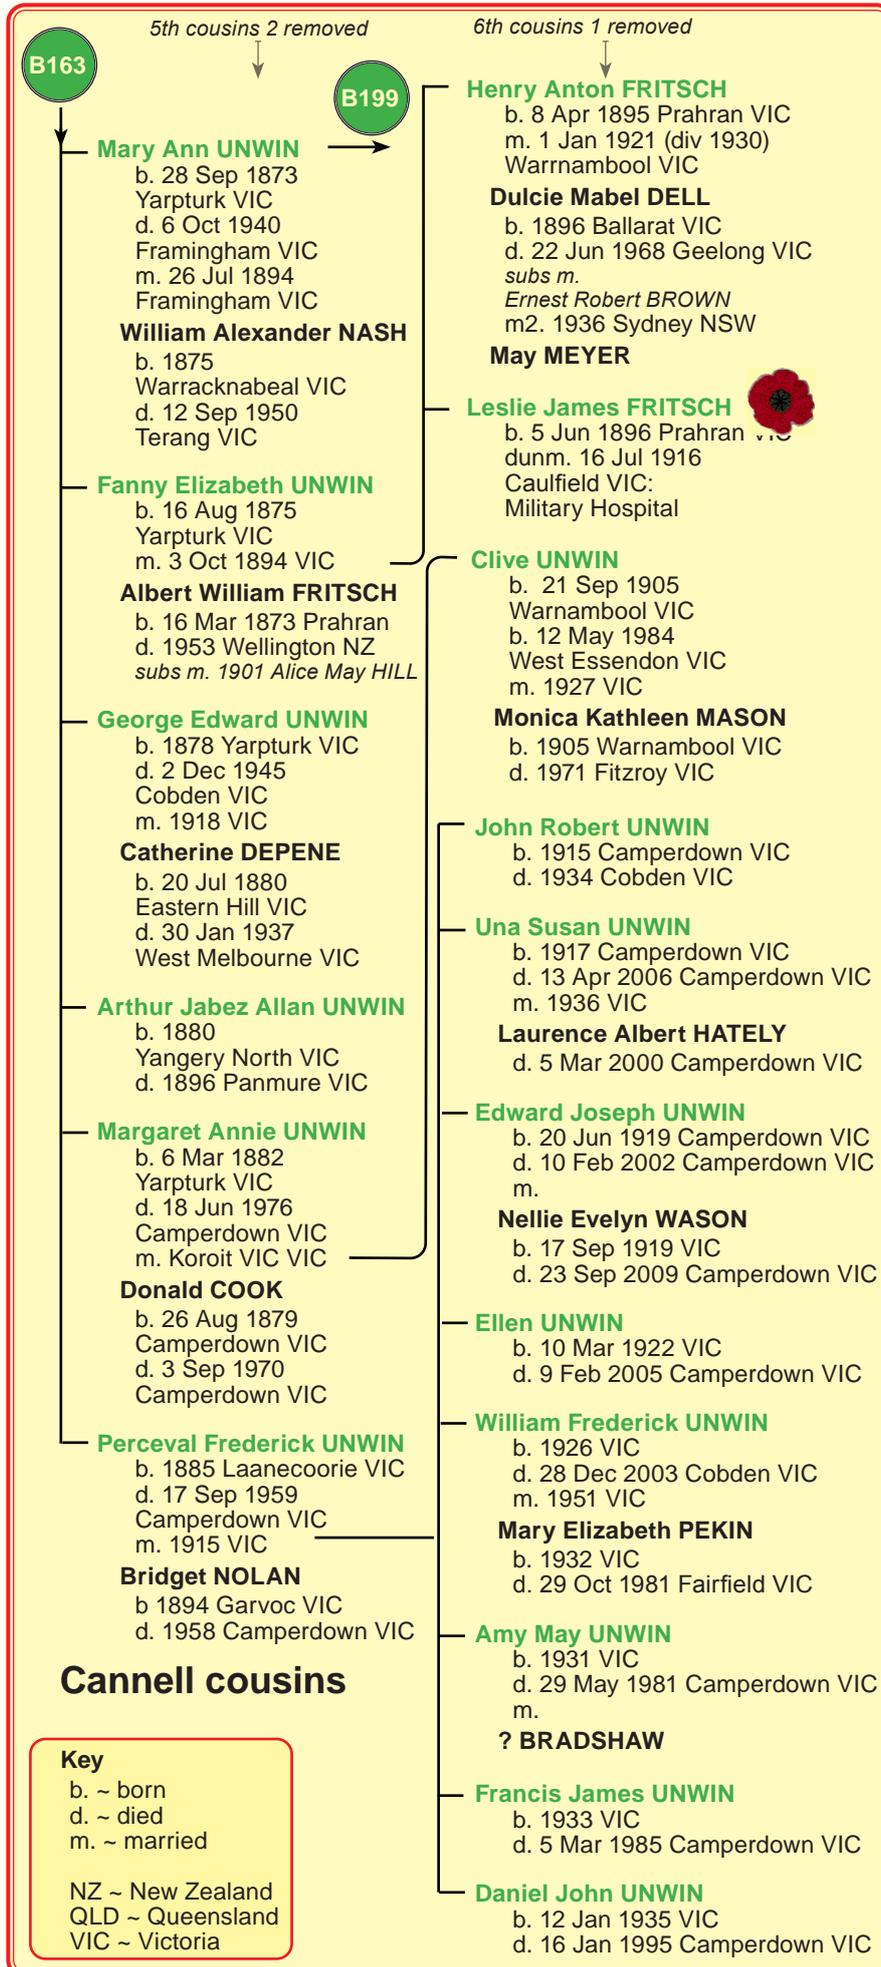 5th cousins 2 removed
6th cousins 1 removed
B163
B199
Mary Ann UNWIN
b. 28 Sep 1873
Yarpturk VIC
d. 6 Oct 1940
Framingham VIC
m. 26 Jul 1894
Framingham VIC
William Alexander NASH
b. 1875
Warracknabeal VIC
d. 12 Sep 1950
Terang VIC
Fanny Elizabeth UNWIN
b. 16 Aug 1875
Yarpturk VIC
m. 3 Oct 1894 VIC
Albert William FRITSCH
b. 16 Mar 1873 Prahran
d. 1953 Wellington NZ
subs m. 1901 Alice May HILL
George Edward UNWIN
b. 1878 Yarpturk VIC
d. 2 Dec 1945
Cobden VIC
m. 1918 VIC
Catherine DEPENE
b. 20 Jul 1880
Eastern Hill VIC
d. 30 Jan 1937
West Melbourne VIC
Arthur Jabez Allan UNWIN
b. 1880
Yangery North VIC
d. 1896 Panmure VIC
Margaret Annie UNWIN
b. 6 Mar 1882
Yarpturk VIC
d. 18 Jun 1976
Camperdown VIC
m. Koroit VIC VIC
Donald COOK
b. 26 Aug 1879
Camperdown VIC
d. 3 Sep 1970
Camperdown VIC
Perceval Frederick UNWIN
b. 1885 Laanecoorie VIC
d. 17 Sep 1959
Camperdown VIC
m. 1915 VIC
Bridget NOLAN
b 1894 Garvoc VIC
d. 1958 Camperdown VIC
Cannell cousins
Key
b. ~ born
d. ~ died
m. ~ married
NZ ~ New Zealand
QLD ~ Queensland
VIC ~ Victoria
Henry Anton FRITSCH
b. 8 Apr 1895 Prahran VIC
m. 1 Jan 1921 (div 1930)
Warrnambool VIC
Dulcie Mabel DELL
b. 1896 Ballarat VIC
d. 22 Jun 1968 Geelong VIC
subs m.
Ernest Robert BROWN
m2. 1936 Sydney NSW
May MEYER
Leslie James FRITSCH
b. 5 Jun 1896 Prahran VIC
dunm. 16 Jul 1916
Caulfield VIC:
Military Hospital
Clive UNWIN
b. 21 Sep 1905
Warnambool VIC
b. 12 May 1984
West Essendon VIC
m. 1927 VIC
Monica Kathleen MASON
b. 1905 Warnambool VIC
d. 1971 Fitzroy VIC
John Robert UNWIN
b. 1915 Camperdown VIC
d. 1934 Cobden VIC
Una Susan UNWIN
b. 1917 Camperdown VIC
d. 13 Apr 2006 Camperdown VIC
m. 1936 VIC
Laurence Albert HATELY
d. 5 Mar 2000 Camperdown VIC
Edward Joseph UNWIN
b. 20 Jun 1919 Camperdown VIC
d. 10 Feb 2002 Camperdown VIC
m.
Nellie Evelyn WASON
b. 17 Sep 1919 VIC
d. 23 Sep 2009 Camperdown VIC
Ellen UNWIN
b. 10 Mar 1922 VIC
d. 9 Feb 2005 Camperdown VIC
William Frederick UNWIN
b. 1926 VIC
d. 28 Dec 2003 Cobden VIC
m. 1951 VIC
Mary Elizabeth PEKIN
b. 1932 VIC
d. 29 Oct 1981 Fairfield VIC
Amy May UNWIN
b. 1931 VIC
d. 29 May 1981 Camperdown VIC
m.
? BRADSHAW
Francis James UNWIN
b. 1933 VIC
d. 5 Mar 1985 Camperdown VIC
Daniel John UNWIN
b. 12 Jan 1935 VIC
d. 16 Jan 1995 Camperdown VIC